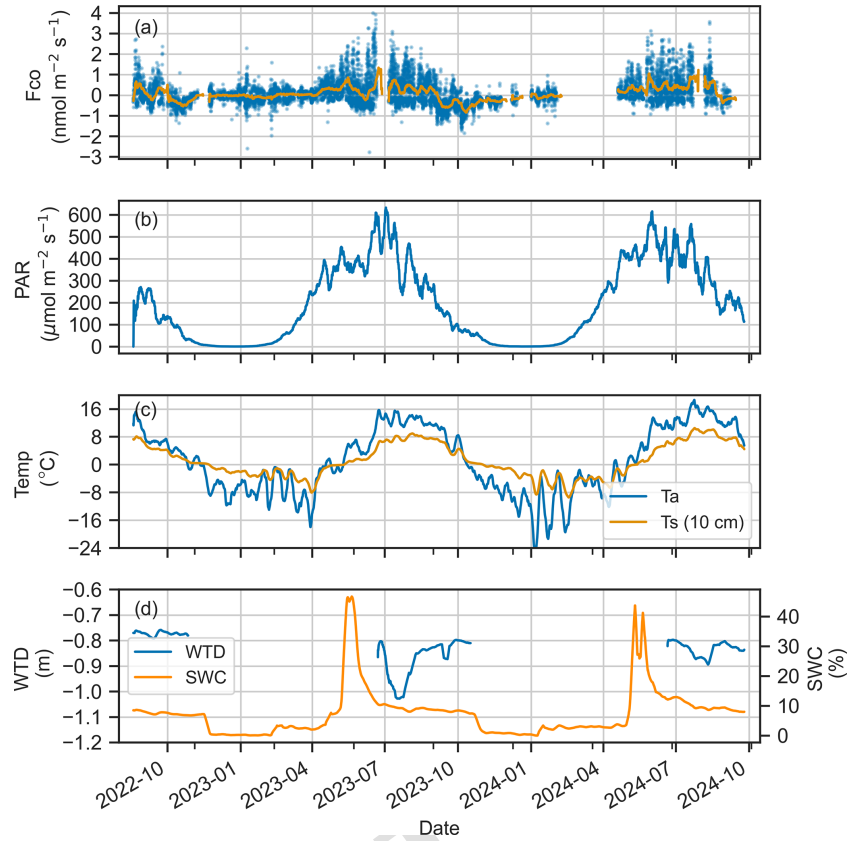 (a)
Fco
(nmol m⁻² s⁻¹)
4
3
2
1
0
−1
−2
−3
(b)
PAR
(μmol m⁻² s⁻¹)
600
500
400
300
200
100
0
(c)
Temp
(°C)
16
8
0
−8
−16
−24
Ta
Ts (10 cm)
(d)
WTD
(m)
−0.6
−0.7
−0.8
−0.9
−1.0
−1.1
−1.2
WTD
SWC
40
30
20
10
0
SWC
(%)
2022-10
2023-01
2023-04
2023-07
2023-10
2024-01
2024-04
2024-07
2024-10
Date